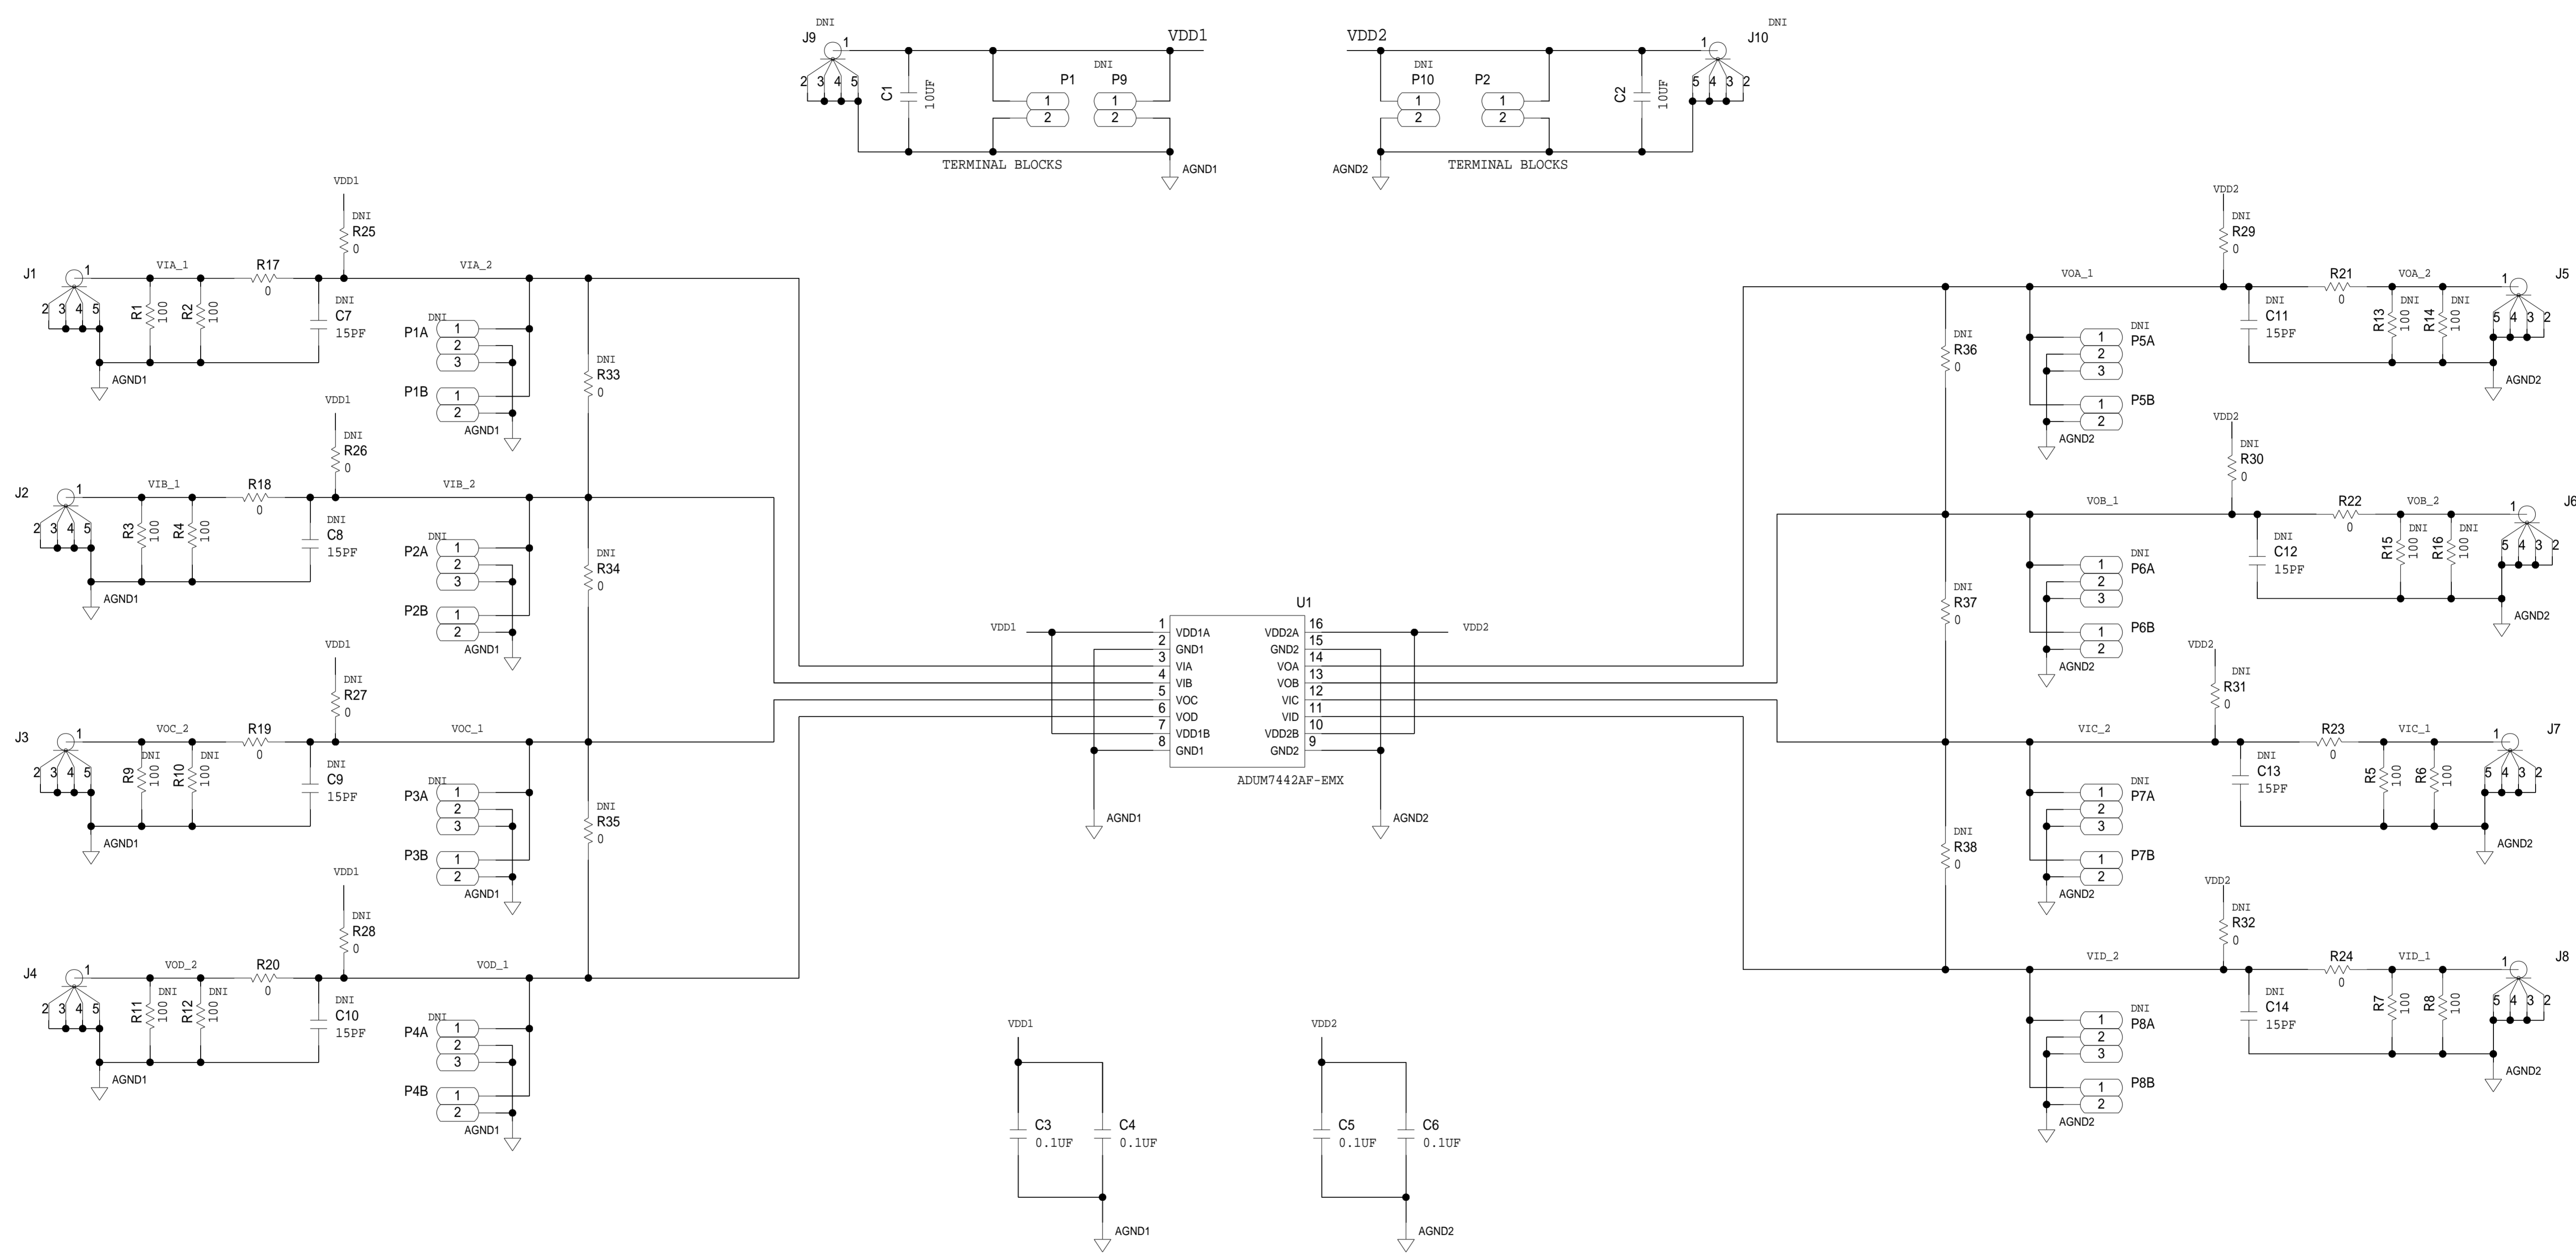 DNI
J9
1
2 3 4 5
C1
10UF
VDD1
DNI
P1
P9
1
2
1
2
TERMINAL BLOCKS
AGND1
VDD2
DNI
P10
P2
1
2
1
2
C2
10UF
DNI
J10
1
5 4 3 2
AGND2
TERMINAL BLOCKS
VDD1
DNI
R25
0
J1
1
2 3 4 5
VIA_1
R1
100
R2
100
R17
0
DNI
C7
15PF
AGND1
VIA_2
DNI
P1A
1
2
3
P1B
1
2
AGND1
DNI
R33
0
VDD1
DNI
R26
0
J2
1
2 3 4 5
VIB_1
R3
100
R4
100
R18
0
DNI
C8
15PF
AGND1
VIB_2
DNI
P2A
1
2
3
P2B
1
2
AGND1
DNI
R34
0
VDD1
DNI
R27
0
J3
1
2 3 4 5
VOC_2
DNI
R9
100
DNI
R10
100
R19
0
DNI
C9
15PF
AGND1
VOC_1
DNI
P3A
1
2
3
P3B
1
2
AGND1
DNI
R35
0
VDD1
DNI
R28
0
J4
1
2 3 4 5
VOD_2
DNI
R11
100
DNI
R12
100
R20
0
DNI
C10
15PF
AGND1
VOD_1
DNI
P4A
1
2
3
P4B
1
2
AGND1
U1
VDD1
VDD2
1 VDD1A VDD2A 16
2 GND1 GND2 15
3 VIA VOA 14
4 VIB VOB 13
5 VOC VIC 12
6 VOD VID 11
7 VDD1B VDD2B 10
8 GND1 GND2 9
ADUM7442AF-EMX
AGND1
AGND2
VDD1
C3
0.1UF
C4
0.1UF
AGND1
VDD2
C5
0.1UF
C6
0.1UF
AGND2
VDD2
DNI
R29
0
DNI
R36
0
VOA_1
DNI
P5A
1
2
3
P5B
1
2
AGND2
DNI
C11
15PF
R21
0
VOA_2
DNI
R13
100
DNI
R14
100
1
J5
5 4 3 2
AGND2
VDD2
DNI
R30
0
DNI
R37
0
VOB_1
DNI
P6A
1
2
3
P6B
1
2
AGND2
DNI
C12
15PF
R22
0
VOB_2
DNI
R15
100
DNI
R16
100
1
J6
5 4 3 2
AGND2
VDD2
DNI
R31
0
DNI
R38
0
VIC_2
DNI
P7A
1
2
3
P7B
1
2
AGND2
DNI
C13
15PF
R23
0
VIC_1
R5
100
R6
100
1
J7
5 4 3 2
AGND2
VDD2
DNI
R32
0
VID_2
DNI
P8A
1
2
3
P8B
1
2
AGND2
DNI
C14
15PF
R24
0
VID_1
R7
100
R8
100
1
J8
5 4 3 2
AGND2